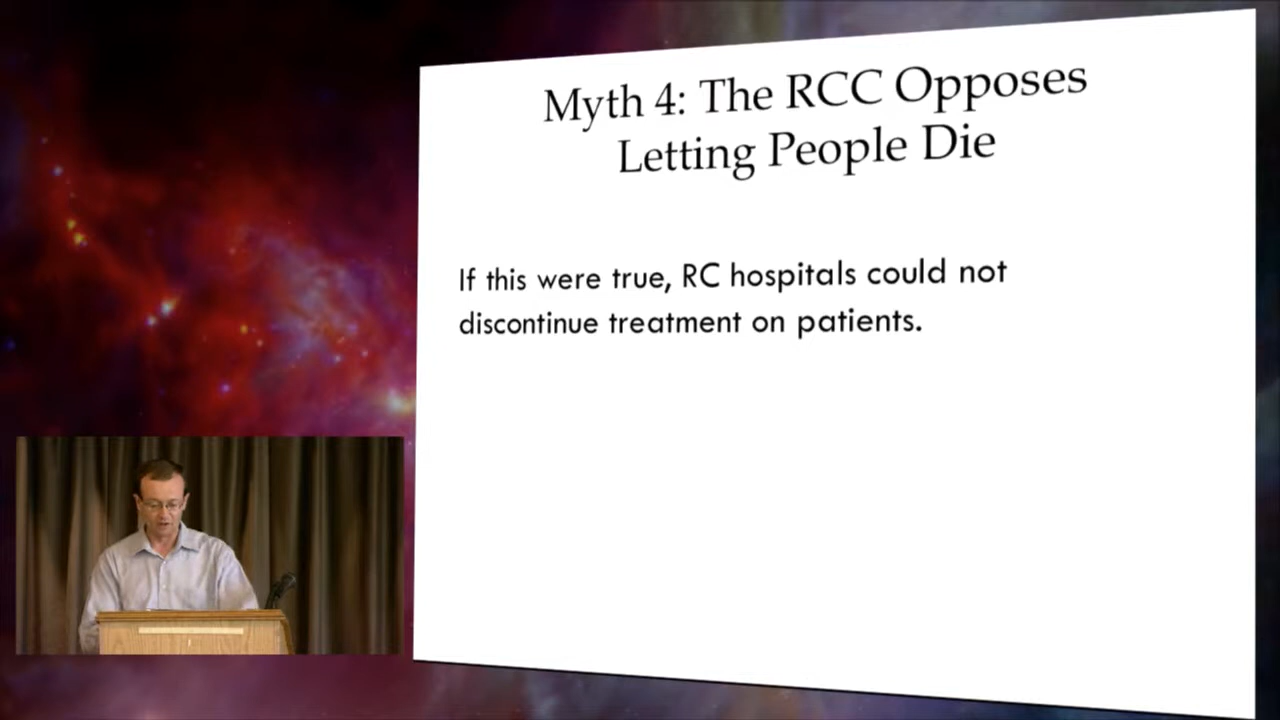 Myth 4: The RCC Opposes
Letting People Die
If this were true, RC hospitals could not
discontinue treatment on patients.